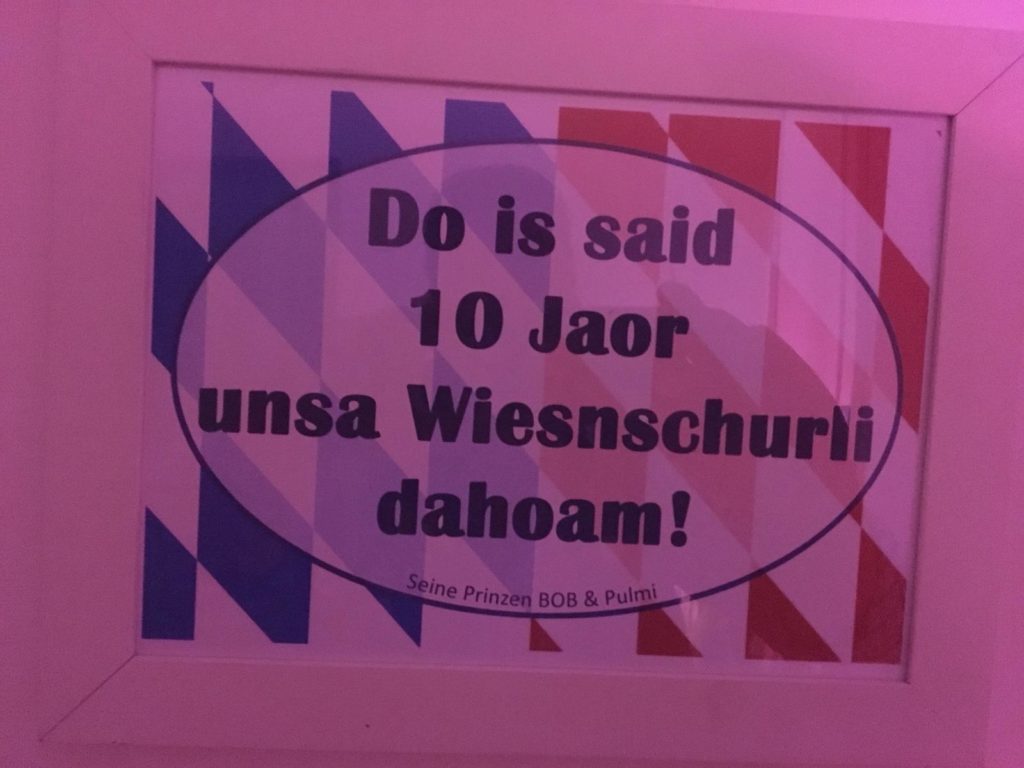 Do is said
10 Jaor
unsa Wiesnschurli
dahoam!
Seine Prinzen BOB & Pulmi